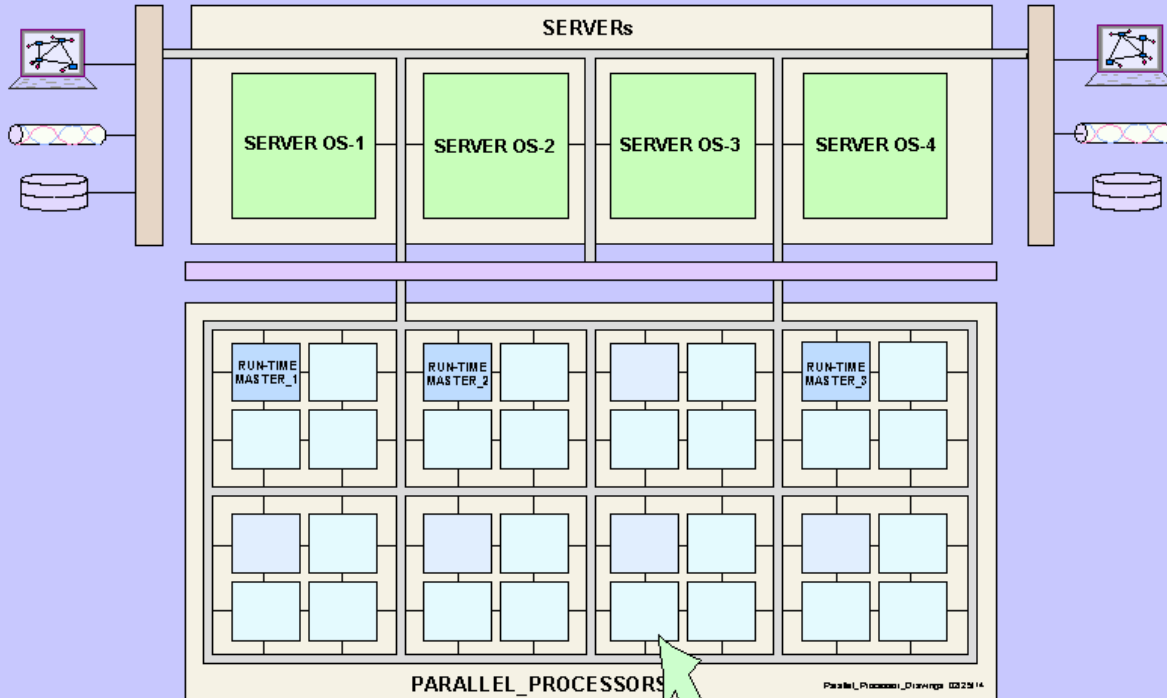 SERVERs
SERVER OS-1
SERVER OS-2
SERVER OS-3
SERVER OS-4
RUN-TIME
MASTER_1
RUN-TIME
MASTER_2
RUN-TIME
MASTER_3
PARALLEL_PROCESSORS
Parallel_Processor_Drawings